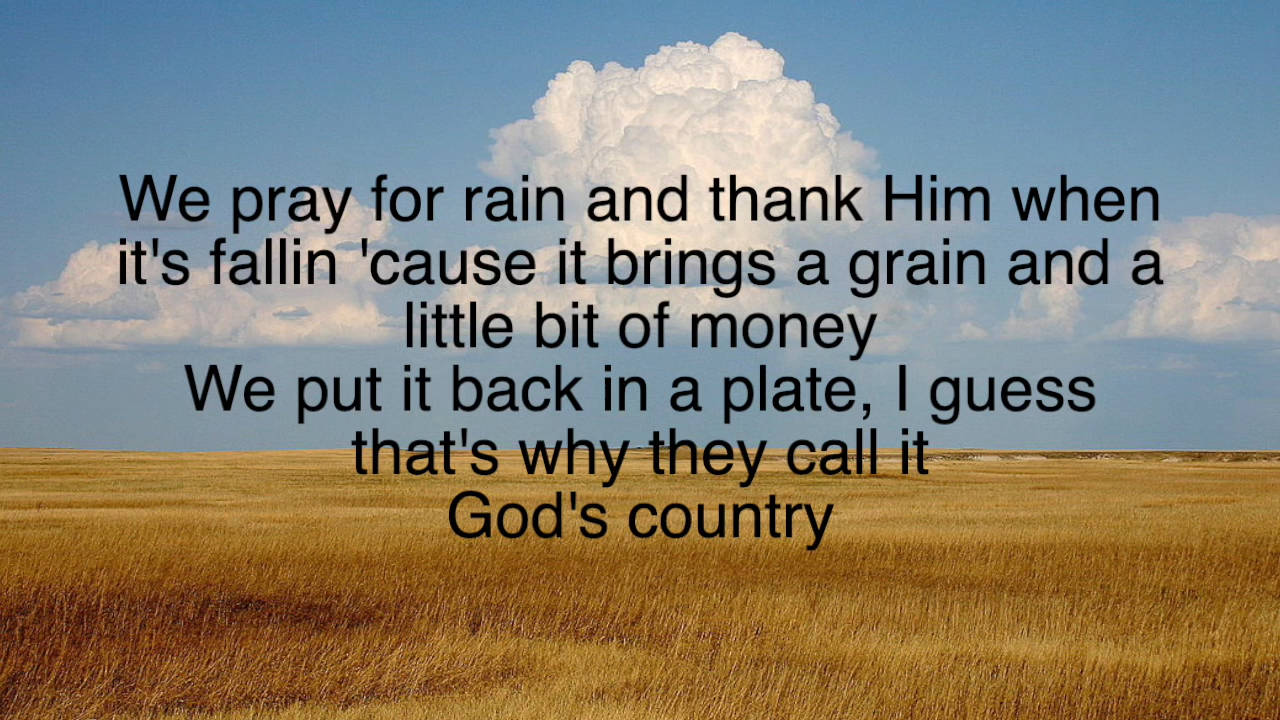 We pray for rain and thank Him when
it's fallin 'cause it brings a grain and a
little bit of money
We put it back in a plate, I guess
that's why they call it
God's country